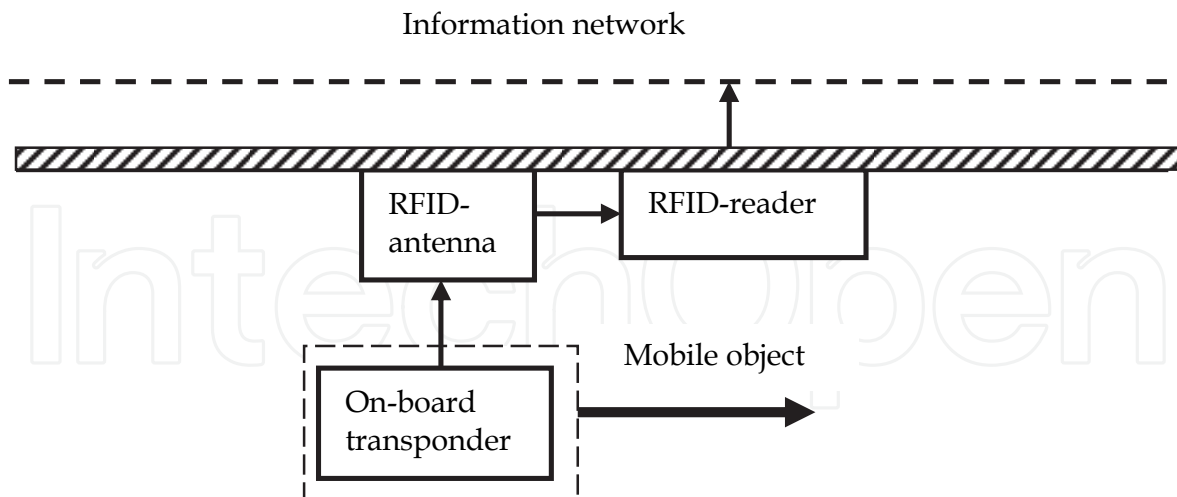 Information network
RFID-
antenna
RFID-reader
Mobile object
On-board
transponder
IntechOpen